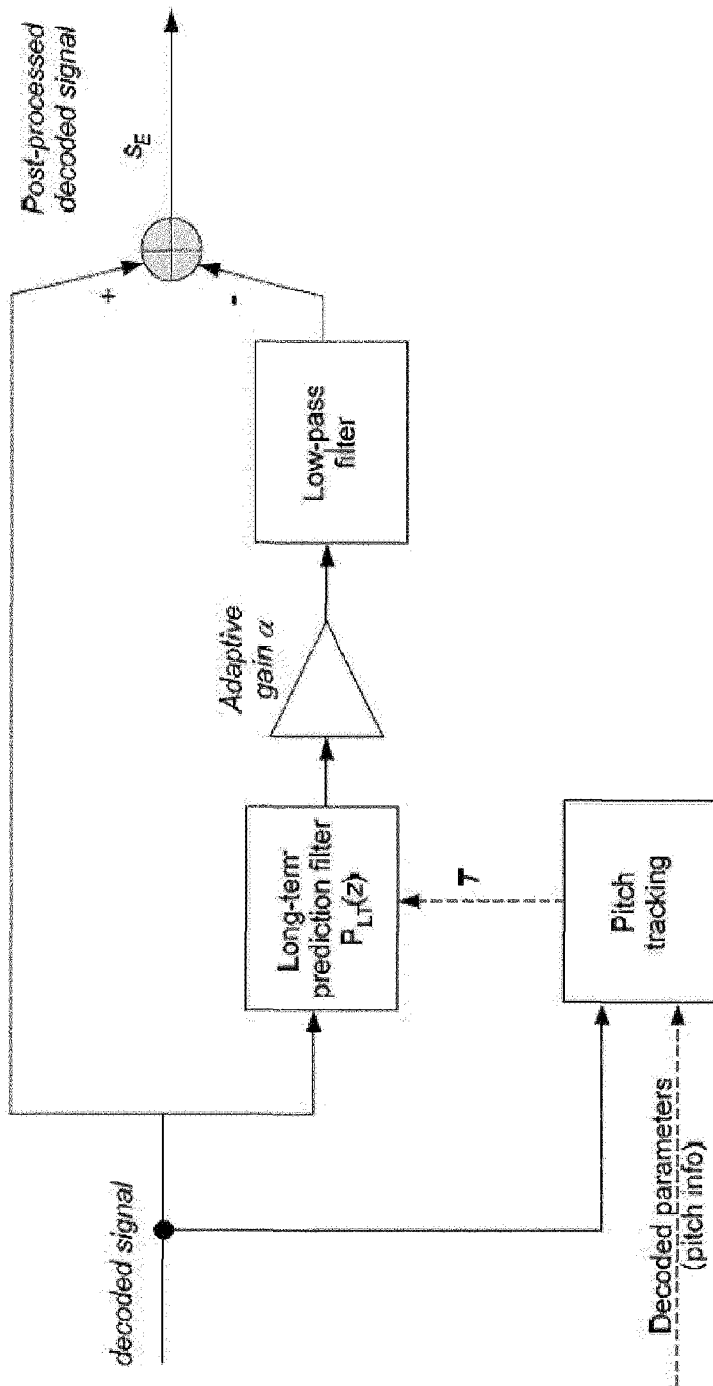 decoded signal
Long-term
prediction filter
P_LT(z)
Adaptive
gain α
Low-pass
filter
+
-
Post-processed
decoded signal
s_E
T
Pitch
tracking
Decoded parameters
(pitch info)